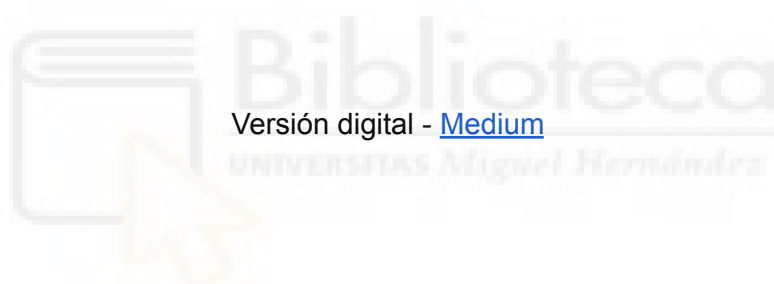 Biblioteca
Versión digital - Medium
UNIVERSITAS Miguel Hernández